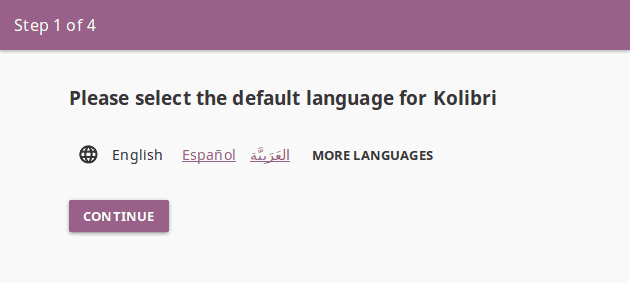 Step 1 of 4
Please select the default language for Kolibri
English Español العَرَبِيَّة MORE LANGUAGES
CONTINUE